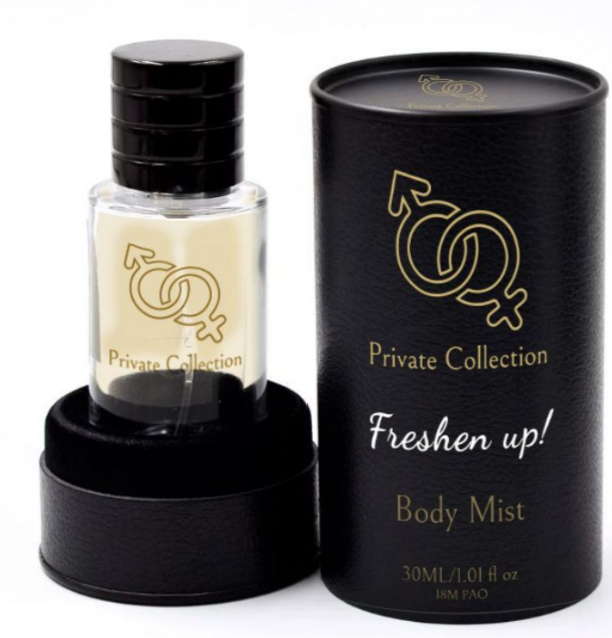 Private Collection
Private Collection
Private Collection
Freshen up!
Body Mist
30ML/1.01 fl oz
18M PAO